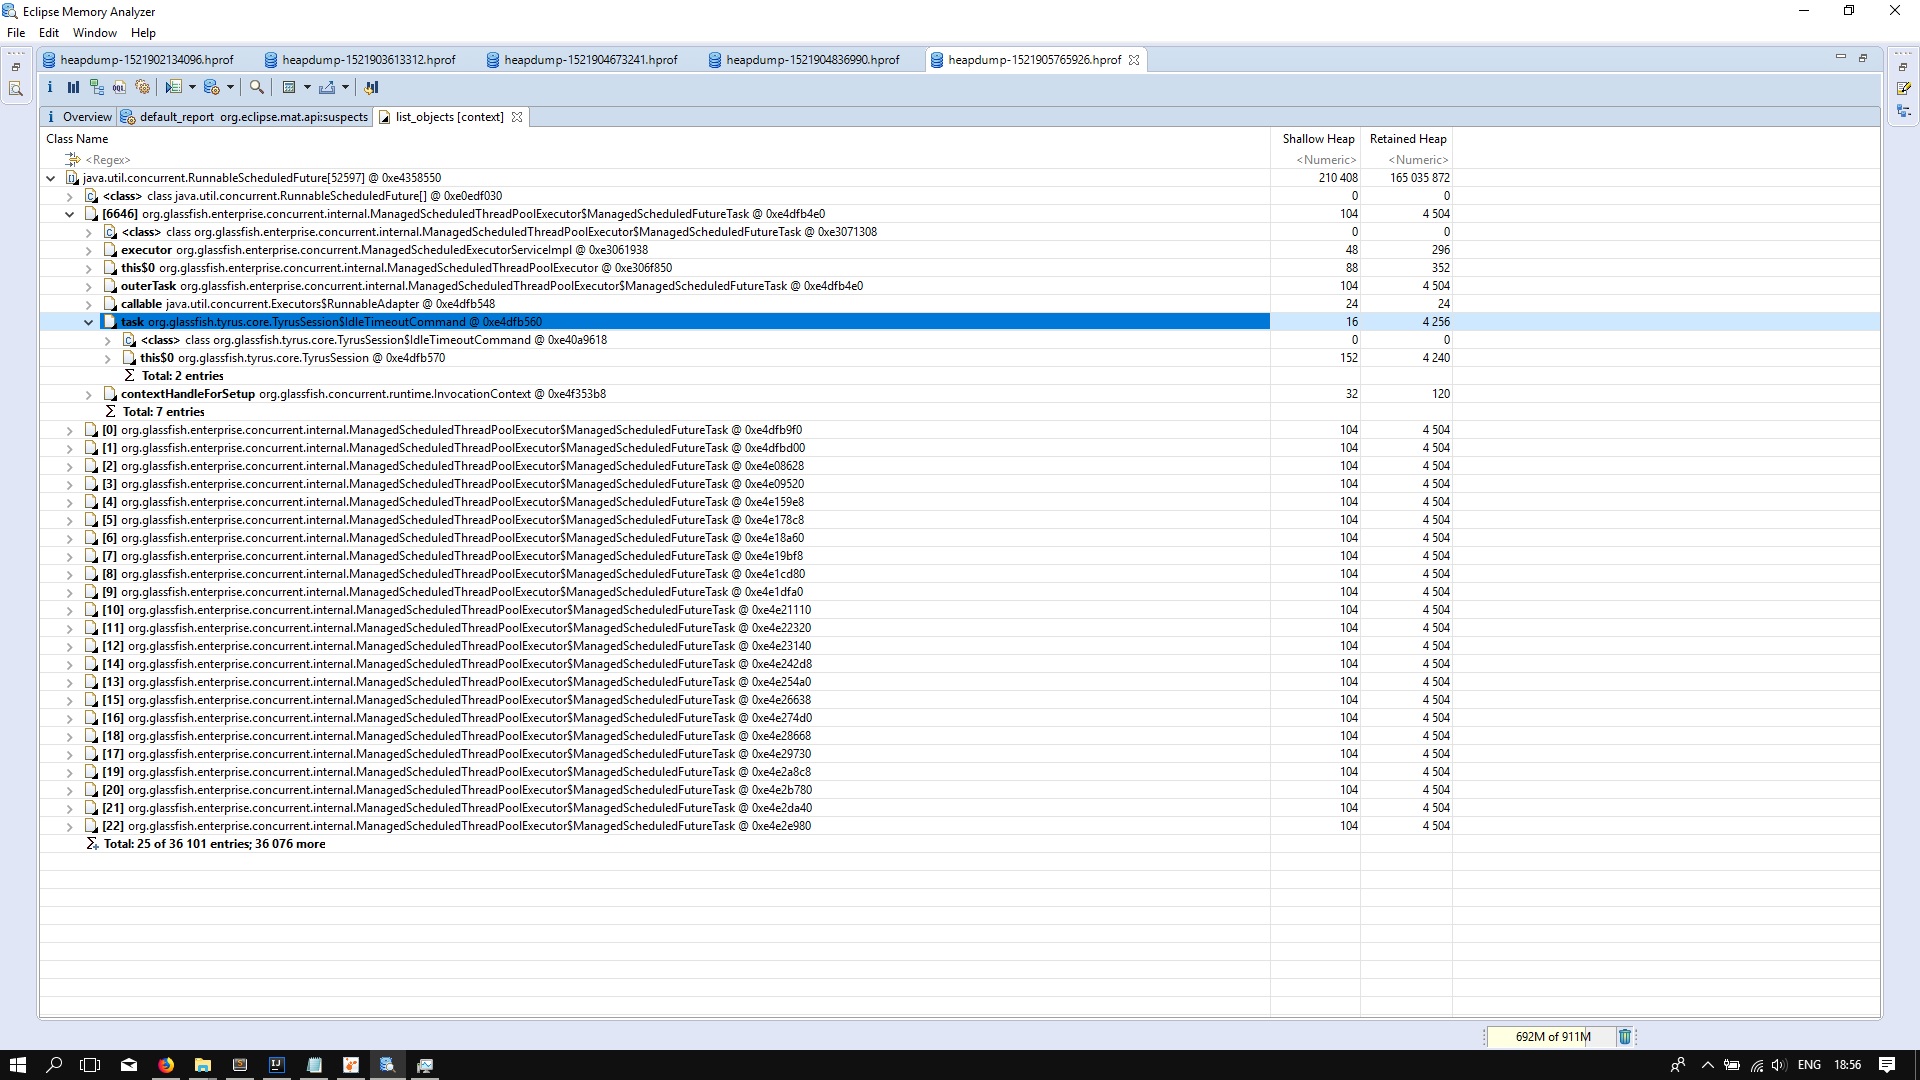 Eclipse Memory Analyzer
File Edit Window Help
heapdump-1521902134096.hprof heapdump-1521903613312.hprof heapdump-1521904673241.hprof heapdump-1521904836990.hprof heapdump-1521905765926.hprof
i Overview default_report org.eclipse.mat.api:suspects list_objects [context]
Class Name Shallow Heap Retained Heap
<Regex> <Numeric> <Numeric>
java.util.concurrent.RunnableScheduledFuture[52597] @ 0xe4358550 210 408 165 035 872
<class> class java.util.concurrent.RunnableScheduledFuture[] @ 0xe0edf030 0 0
[6646] org.glassfish.enterprise.concurrent.internal.ManagedScheduledThreadPoolExecutor$ManagedScheduledFutureTask @ 0xe4dfb4e0 104 4 504
<class> class org.glassfish.enterprise.concurrent.internal.ManagedScheduledThreadPoolExecutor$ManagedScheduledFutureTask @ 0xe3071308 0 0
executor org.glassfish.enterprise.concurrent.ManagedScheduledExecutorServiceImpl @ 0xe3061938 48 296
this$0 org.glassfish.enterprise.concurrent.internal.ManagedScheduledThreadPoolExecutor @ 0xe306f850 88 352
outerTask org.glassfish.enterprise.concurrent.internal.ManagedScheduledThreadPoolExecutor$ManagedScheduledFutureTask @ 0xe4dfb4e0 104 4 504
callable java.util.concurrent.Executors$RunnableAdapter @ 0xe4dfb548 24 24
task org.glassfish.tyrus.core.TyrusSession$IdleTimeoutCommand @ 0xe4dfb560 16 4 256
<class> class org.glassfish.tyrus.core.TyrusSession$IdleTimeoutCommand @ 0xe40a9618 0 0
this$0 org.glassfish.tyrus.core.TyrusSession @ 0xe4dfb570 152 4 240
Σ Total: 2 entries
contextHandleForSetup org.glassfish.concurrent.runtime.InvocationContext @ 0xe4f353b8 32 120
Σ Total: 7 entries
[0] org.glassfish.enterprise.concurrent.internal.ManagedScheduledThreadPoolExecutor$ManagedScheduledFutureTask @ 0xe4dfb9f0 104 4 504
[1] org.glassfish.enterprise.concurrent.internal.ManagedScheduledThreadPoolExecutor$ManagedScheduledFutureTask @ 0xe4dfbd00 104 4 504
[2] org.glassfish.enterprise.concurrent.internal.ManagedScheduledThreadPoolExecutor$ManagedScheduledFutureTask @ 0xe4e08628 104 4 504
[3] org.glassfish.enterprise.concurrent.internal.ManagedScheduledThreadPoolExecutor$ManagedScheduledFutureTask @ 0xe4e09520 104 4 504
[4] org.glassfish.enterprise.concurrent.internal.ManagedScheduledThreadPoolExecutor$ManagedScheduledFutureTask @ 0xe4e159e8 104 4 504
[5] org.glassfish.enterprise.concurrent.internal.ManagedScheduledThreadPoolExecutor$ManagedScheduledFutureTask @ 0xe4e178c8 104 4 504
[6] org.glassfish.enterprise.concurrent.internal.ManagedScheduledThreadPoolExecutor$ManagedScheduledFutureTask @ 0xe4e18a60 104 4 504
[7] org.glassfish.enterprise.concurrent.internal.ManagedScheduledThreadPoolExecutor$ManagedScheduledFutureTask @ 0xe4e19bf8 104 4 504
[8] org.glassfish.enterprise.concurrent.internal.ManagedScheduledThreadPoolExecutor$ManagedScheduledFutureTask @ 0xe4e1cd80 104 4 504
[9] org.glassfish.enterprise.concurrent.internal.ManagedScheduledThreadPoolExecutor$ManagedScheduledFutureTask @ 0xe4e1dfa0 104 4 504
[10] org.glassfish.enterprise.concurrent.internal.ManagedScheduledThreadPoolExecutor$ManagedScheduledFutureTask @ 0xe4e21110 104 4 504
[11] org.glassfish.enterprise.concurrent.internal.ManagedScheduledThreadPoolExecutor$ManagedScheduledFutureTask @ 0xe4e22320 104 4 504
[12] org.glassfish.enterprise.concurrent.internal.ManagedScheduledThreadPoolExecutor$ManagedScheduledFutureTask @ 0xe4e23140 104 4 504
[14] org.glassfish.enterprise.concurrent.internal.ManagedScheduledThreadPoolExecutor$ManagedScheduledFutureTask @ 0xe4e242d8 104 4 504
[13] org.glassfish.enterprise.concurrent.internal.ManagedScheduledThreadPoolExecutor$ManagedScheduledFutureTask @ 0xe4e254a0 104 4 504
[15] org.glassfish.enterprise.concurrent.internal.ManagedScheduledThreadPoolExecutor$ManagedScheduledFutureTask @ 0xe4e26638 104 4 504
[16] org.glassfish.enterprise.concurrent.internal.ManagedScheduledThreadPoolExecutor$ManagedScheduledFutureTask @ 0xe4e274d0 104 4 504
[18] org.glassfish.enterprise.concurrent.internal.ManagedScheduledThreadPoolExecutor$ManagedScheduledFutureTask @ 0xe4e28668 104 4 504
[17] org.glassfish.enterprise.concurrent.internal.ManagedScheduledThreadPoolExecutor$ManagedScheduledFutureTask @ 0xe4e29730 104 4 504
[19] org.glassfish.enterprise.concurrent.internal.ManagedScheduledThreadPoolExecutor$ManagedScheduledFutureTask @ 0xe4e2a8c8 104 4 504
[20] org.glassfish.enterprise.concurrent.internal.ManagedScheduledThreadPoolExecutor$ManagedScheduledFutureTask @ 0xe4e2b780 104 4 504
[21] org.glassfish.enterprise.concurrent.internal.ManagedScheduledThreadPoolExecutor$ManagedScheduledFutureTask @ 0xe4e2da40 104 4 504
[22] org.glassfish.enterprise.concurrent.internal.ManagedScheduledThreadPoolExecutor$ManagedScheduledFutureTask @ 0xe4e2e980 104 4 504
Σ Total: 25 of 36 101 entries; 36 076 more
692M of 911M
ENG 18:56